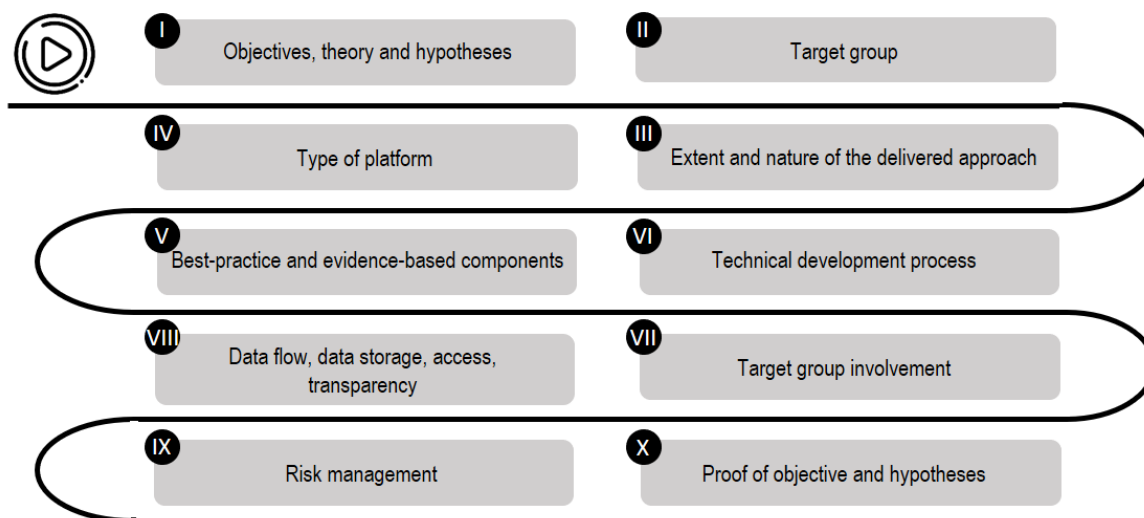 I
Objectives, theory and hypotheses
II
Target group
III
Extent and nature of the delivered approach
IV
Type of platform
V
Best-practice and evidence-based components
VI
Technical development process
VII
Target group involvement
VIII
Data flow, data storage, access,
transparency
IX
Risk management
X
Proof of objective and hypotheses